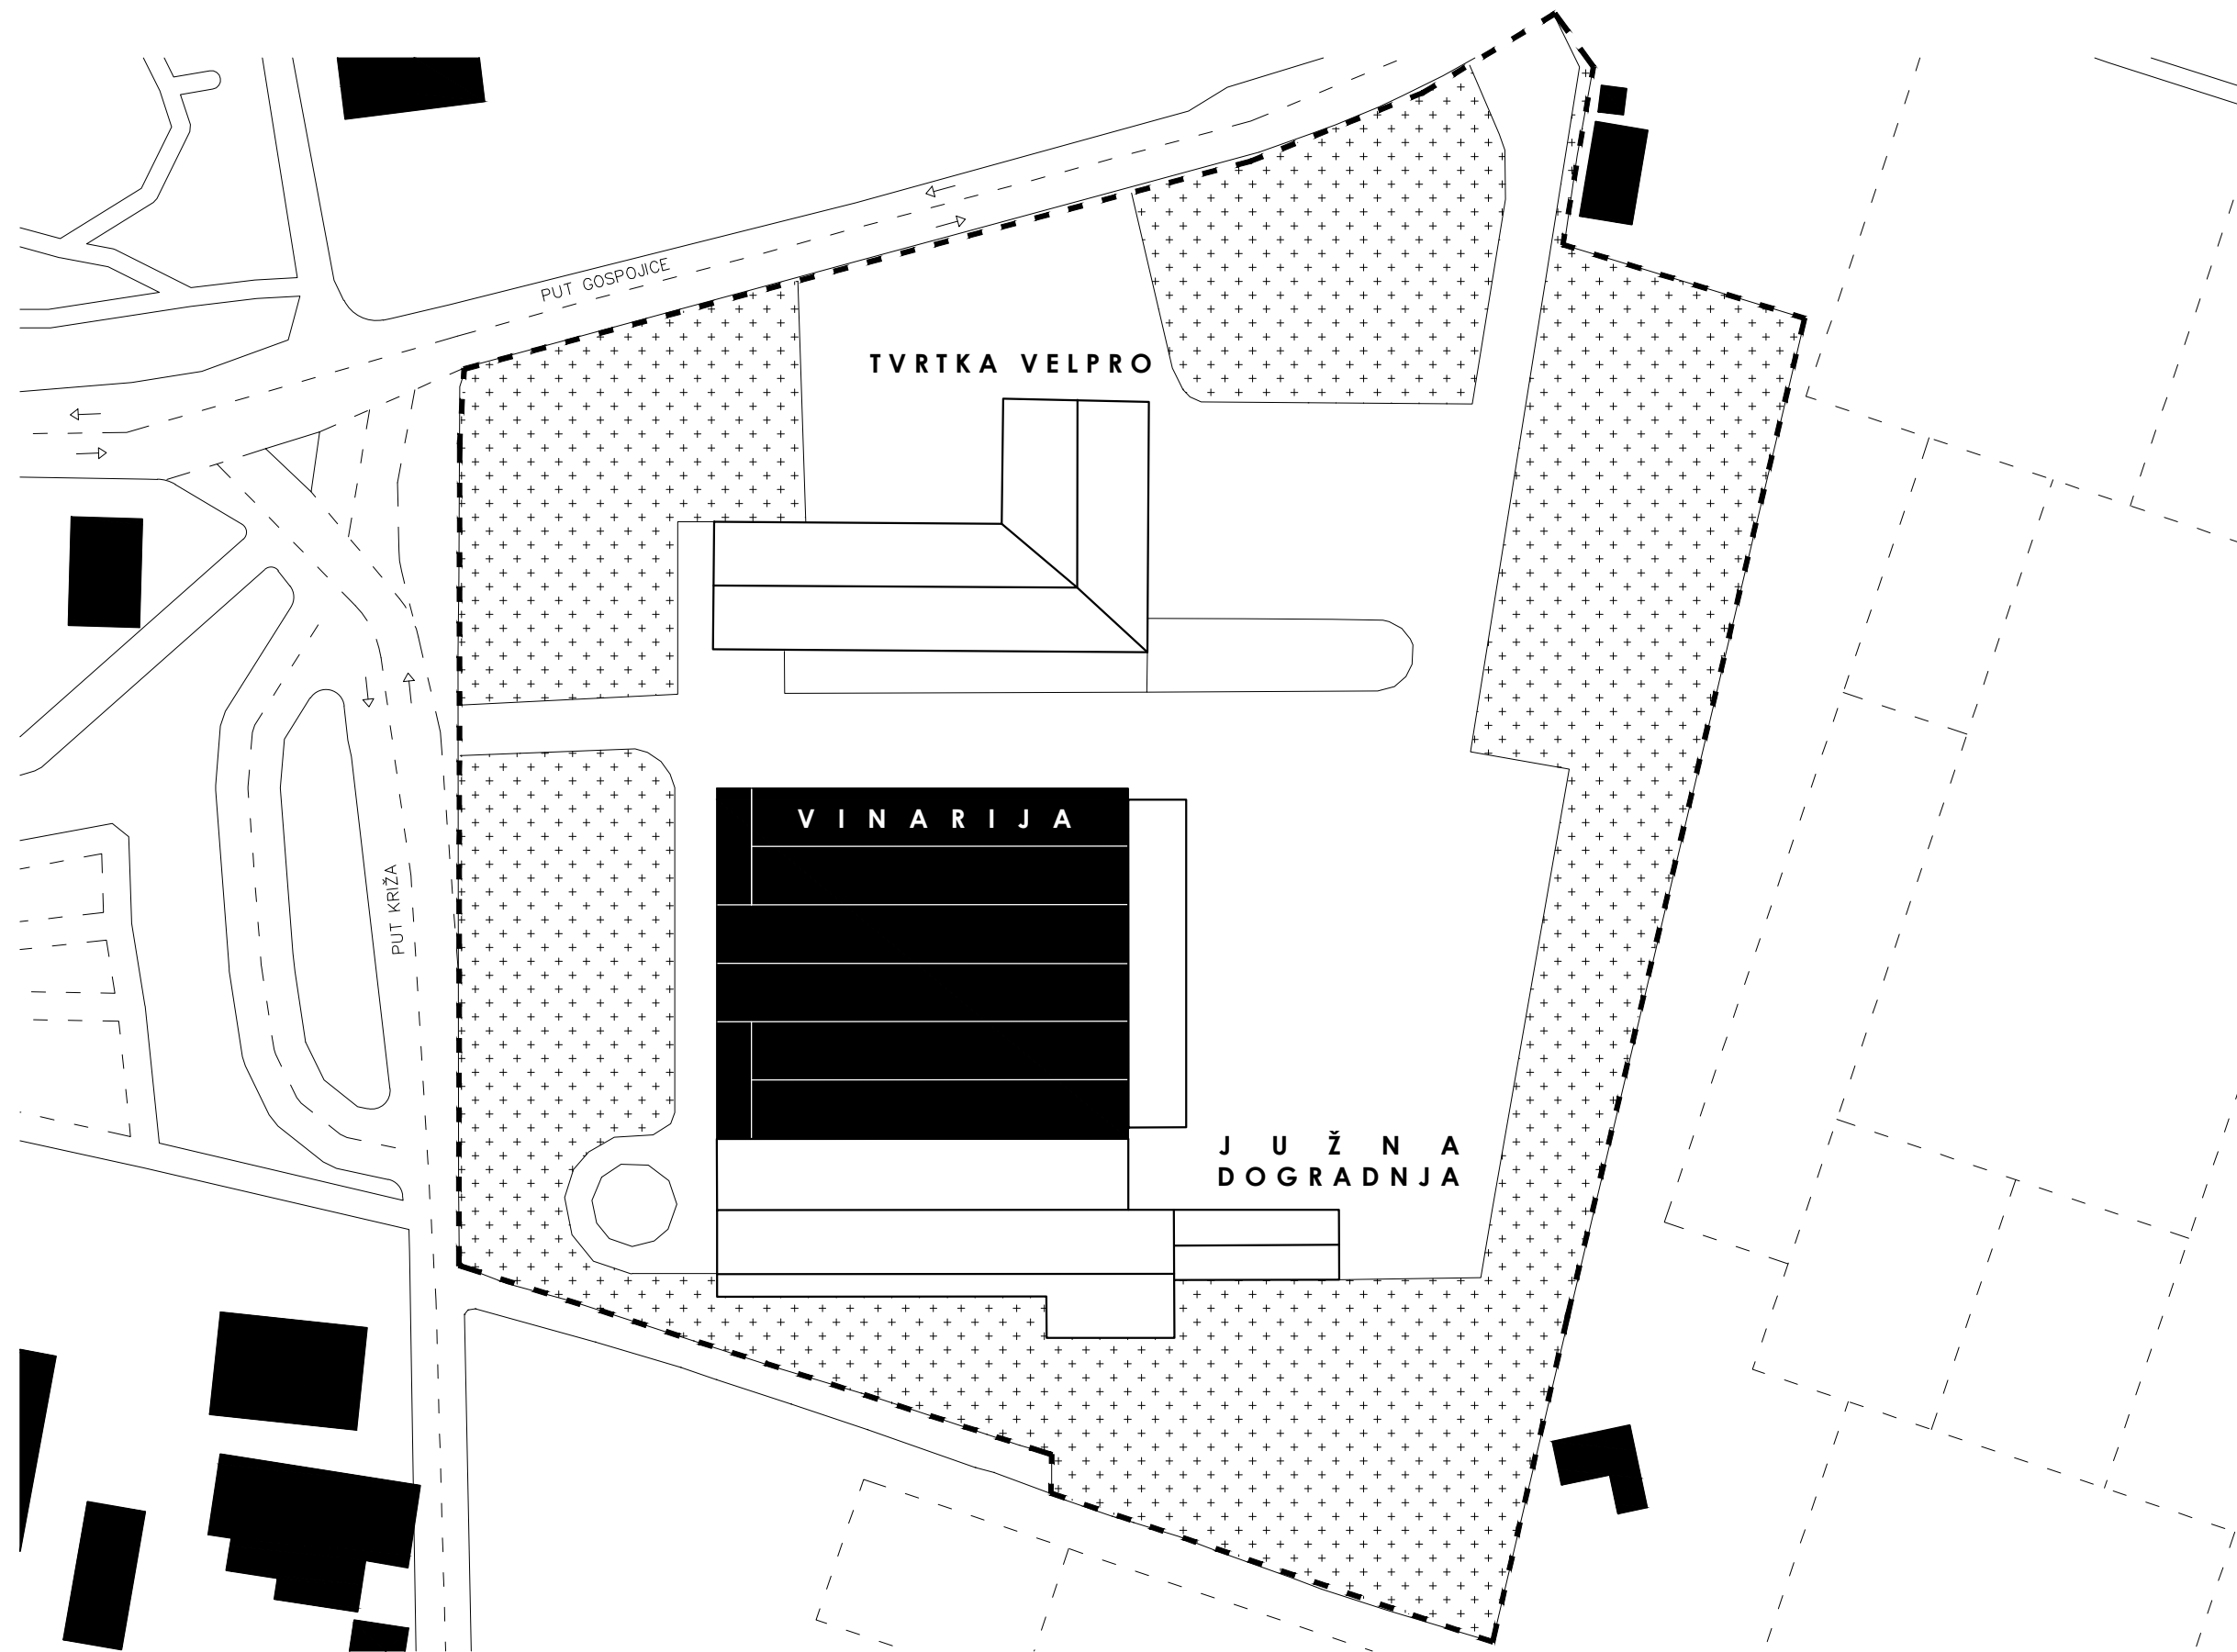 PUT GOSPOJICE
TVRTKA VELPRO
VINARIJA
PUT KRIŽA
JUŽNA
DOGRADNJA